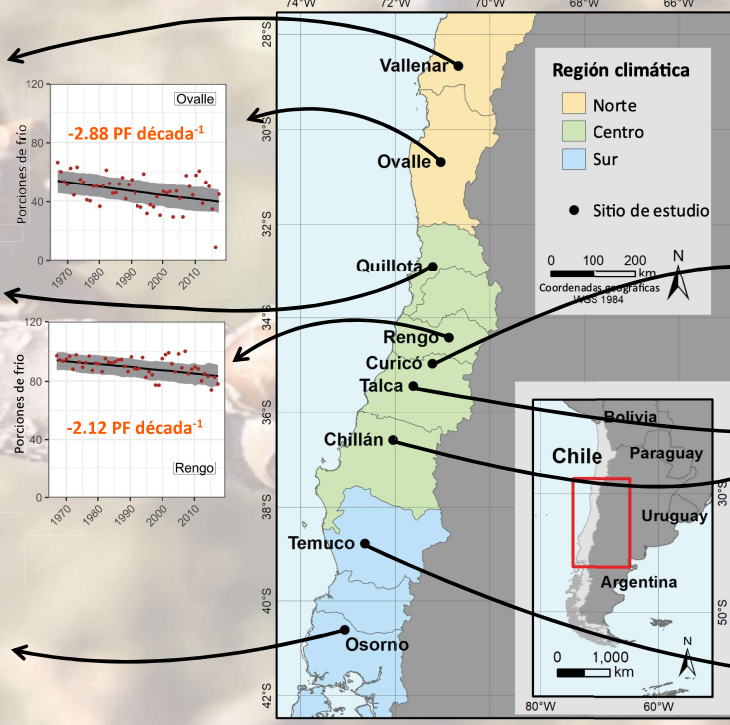 74°W
72°W
70°W
68°W
66°W
28°S
30°S
32°S
34°S
36°S
38°S
40°S
42°S
Vallenar
Ovalle
Quillota
Rengo
Curicó
Talca
Chillán
Temuco
Osorno
Región climática
Norte
Centro
Sur
Sitio de estudio
0 100 200
km
N
Coordenadas geográficas
WGS 1984
Porciones de frío
120
80
40
0
Ovalle
-2.88 PF década-1
1970 1980 1990 2000 2010
Porciones de frío
120
80
40
0
-2.12 PF década-1
Rengo
1970 1980 1990 2000 2010
Bolivia
Chile
Paraguay
Uruguay
Argentina
30°S
50°S
N
0 1,000
km
80°W
60°W